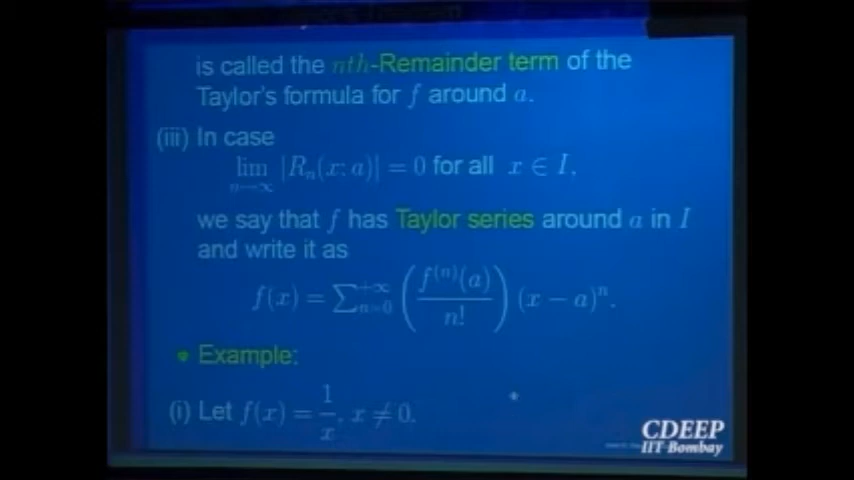 is called the nth-Remainder term of the
Taylor's formula for f around a.
(iii) In case
lim n→∞ |R_n(x; a)| = 0 for all x ∈ I,
we say that f has Taylor series around a in I
and write it as
f(x) = ∑_{n=0}^{+∞} (f^{(n)}(a)/n!) (x − a)^n.
• Example:
(i) Let f(x) = 1/x, x ≠ 0.
CDEEP
IIT Bombay